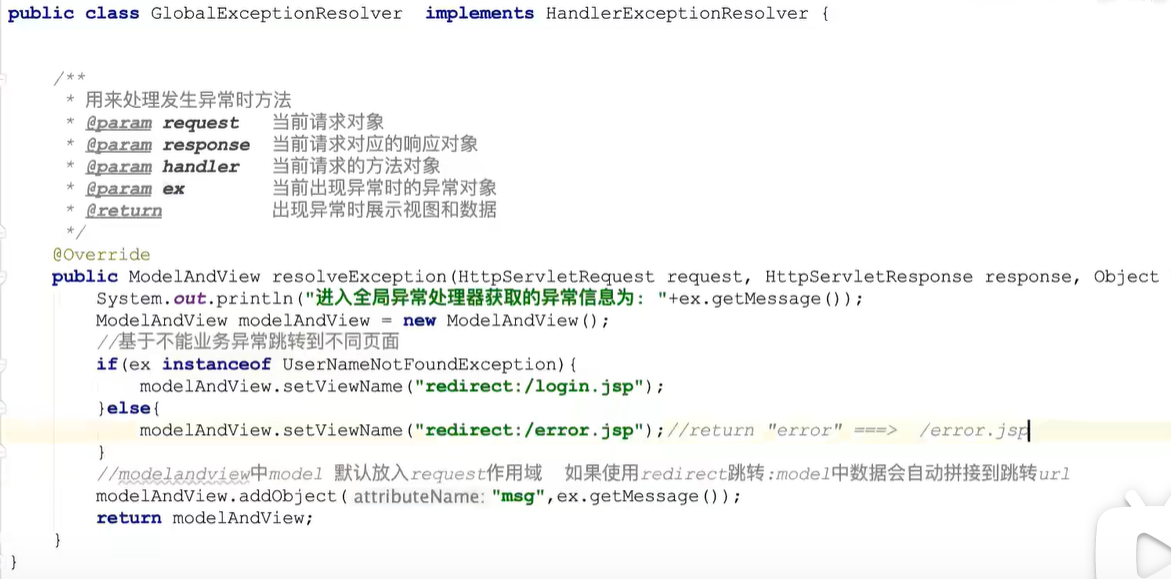 public class GlobalExceptionResolver  implements HandlerExceptionResolver {
/**
 * 用来处理发生异常时方法
 * @param request   当前请求对象
 * @param response  当前请求对应的响应对象
 * @param handler   当前请求的方法对象
 * @param ex        当前出现异常时的异常对象
 * @return          出现异常时展示视图和数据
 */
@Override
public ModelAndView resolveException(HttpServletRequest request, HttpServletResponse response, Object
System.out.println("进入全局异常处理器获取的异常信息为: "+ex.getMessage());
ModelAndView modelAndView = new ModelAndView();
//基于不能业务异常跳转到不同页面
if(ex instanceof UserNameNotFoundException){
modelAndView.setViewName("redirect:/login.jsp");
}else{
modelAndView.setViewName("redirect:/error.jsp");//return "error" ===>  /error.jsp
}
//modelandview中model 默认放入request作用域  如果使用redirect跳转:model中数据会自动拼接到跳转url
modelAndView.addObject( attributeName: "msg",ex.getMessage());
return modelAndView;
}
}